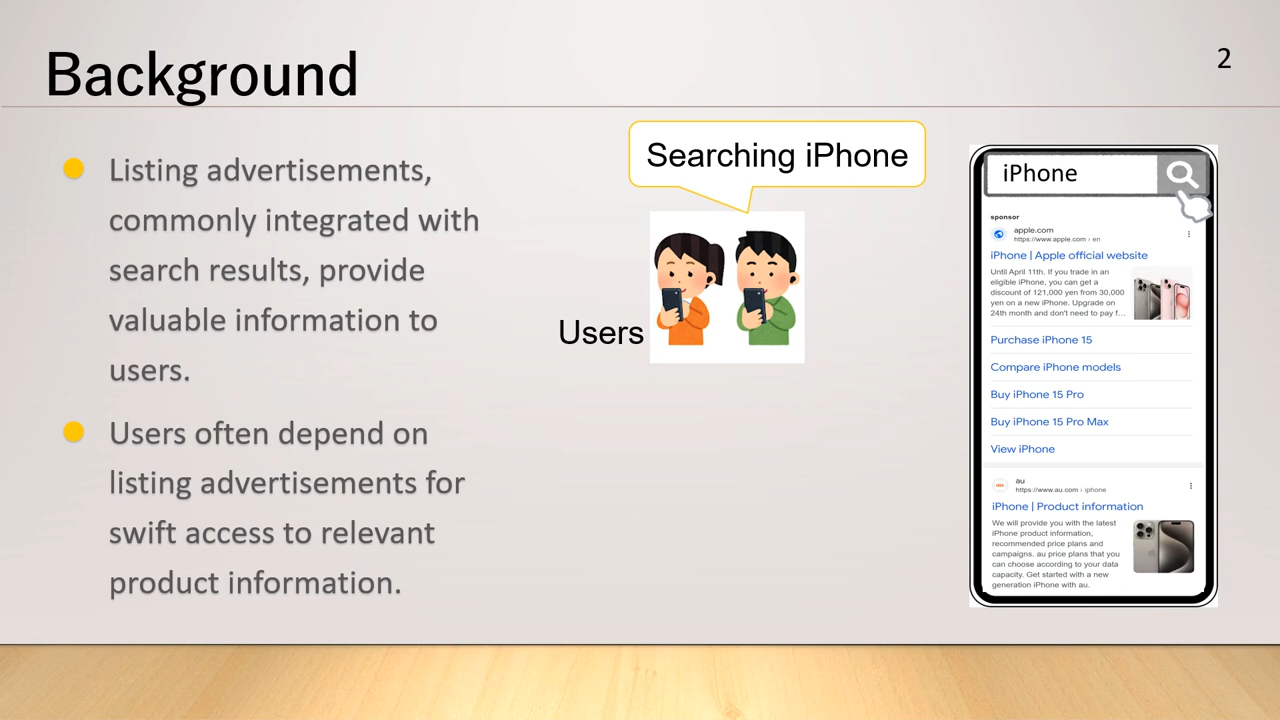 Background
2
Listing advertisements,
commonly integrated with
search results, provide
valuable information to
users.
Users often depend on
listing advertisements for
swift access to relevant
product information.
Searching iPhone
Users
iPhone
sponsor
apple.com
https://www.apple.com › en
iPhone | Apple official website
Until April 11th. If you trade in an
eligible iPhone, you can get a
discount of 121,000 yen from 30,000
yen on a new iPhone. Upgrade on
24th month and don't need to pay f...
Purchase iPhone 15
Compare iPhone models
Buy iPhone 15 Pro
Buy iPhone 15 Pro Max
View iPhone
au
https://www.au.com › iphone
iPhone | Product information
We will provide you with the latest
iPhone product information,
recommended price plans and
campaigns. au price plans that you
can choose according to your data
capacity. Get started with a new
generation iPhone with au.